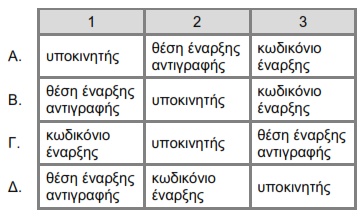 1 2 3
Α. υποκινητής θέση έναρξης αντιγραφής κωδικόνιο έναρξης
Β. θέση έναρξης αντιγραφής υποκινητής κωδικόνιο έναρξης
Γ. κωδικόνιο έναρξης υποκινητής θέση έναρξης αντιγραφής
Δ. θέση έναρξης αντιγραφής κωδικόνιο έναρξης υποκινητής